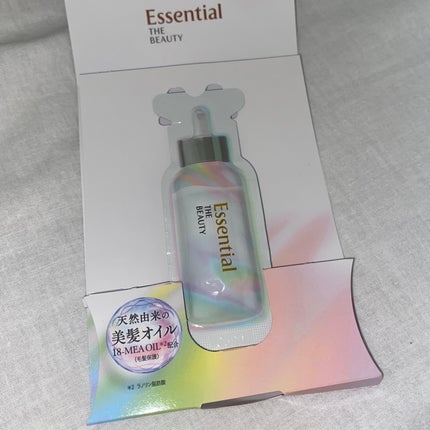 Essential
THE
BEAUTY
Essential
THE
BEAUTY
天然由来の
美髪オイル
18-MEA OIL※2配合
(毛髪保護)
※2 ラノリン脂肪酸